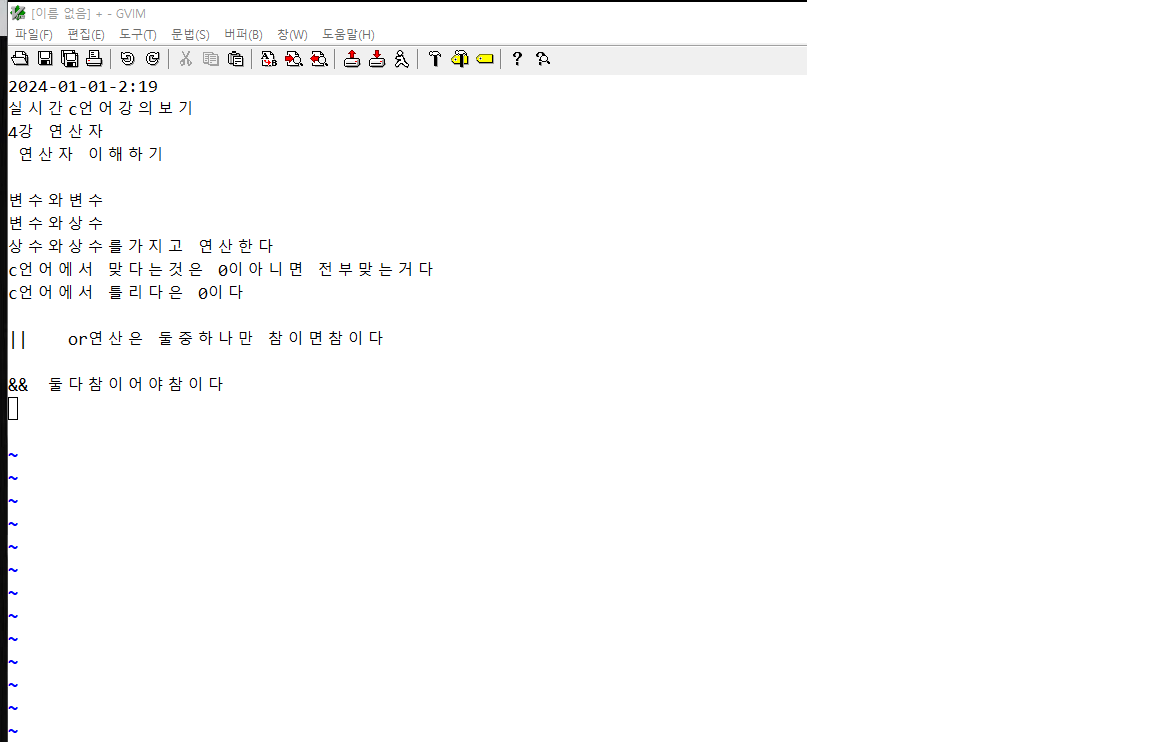 [이름 없음] + - GVIM
파일(F) 편집(E) 도구(T) 문법(S) 버퍼(B) 창(W) 도움말(H)
2024-01-01-2:19
실시간c언어강의보기
4강 연산자
 연산자 이해하기
변수와변수
변수와상수
상수와상수를가지고 연산한다
c언어에서 맞다는것은 0이아니면 전부맞는거다
c언어에서 틀리다은 0이다
||    or연산은 둘중하나만 참이면참이다
&&  둘다참이어야참이다
~
~
~
~
~
~
~
~
~
~
~
~
~